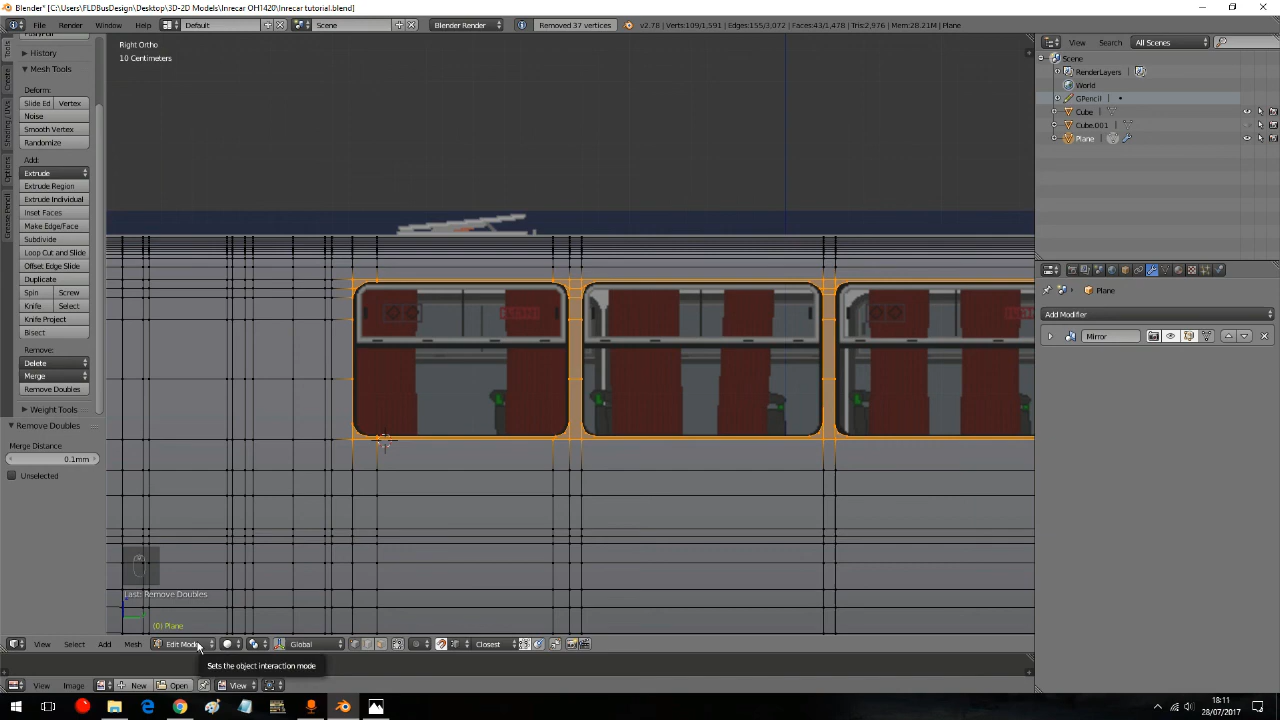 Blender* [C:\Users\FLDBusDesign\Desktop\3D-2D Models\Inrecar OH1420\Inrecar tutorial.blend]
File Render Window Help Default Scene Blender Render Removed 37 vertices v2.78 | Verts:109/1,591 | Edges:155/3,072 | Faces:43/1,478 | Tris:2,976 | Mem:28.21M | Plane
Right Ortho
10 Centimeters
View Search All Scenes
Scene
RenderLayers
World
GPencil
Cube
Cube.001
Plane
Tools
Create
Shading / UVs
Options
Grease Pencil
History
Mesh Tools
Deform:
Slide Ed Vertex
Noise
Smooth Vertex
Randomize
Add:
Extrude
Extrude Region
Extrude Individual
Inset Faces
Make Edge/Face
Subdivide
Loop Cut and Slide
Offset Edge Slide
Duplicate
Spin Screw
Knife Select
Knife Project
Bisect
Remove:
Delete
Merge
Remove Doubles
Weight Tools
Remove Doubles
Merge Distance
0.1mm
Unselected
Plane
Add Modifier
Mirror
Last: Remove Doubles
(0) Plane
View Select Add Mesh Edit Mode Global Closest
Sets the object interaction mode
View Image New Open View
18:11
28/07/2017